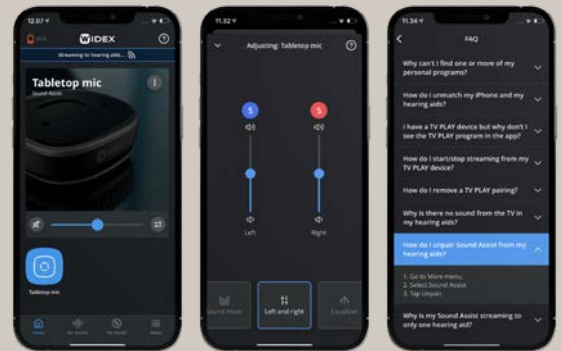 12.07
WIDEX
Streaming to hearing aids...
Tabletop mic
Sound Assist
Tabletop mic
Home
Menu
11.32
Adjusting: Tabletop mic
S
S
Left
Right
Sound mixer
Left and right
Equalizer
11.34
FAQ
Why can't I find one or more of my
personal programs?
How do I unmatch my iPhone and my
hearing aids?
I have a TV PLAY device but why don't I
see the TV PLAY program in the app?
How do I start/stop streaming from my
TV PLAY device?
How do I remove a TV PLAY pairing?
Why is there no sound from the TV in
my hearing aids?
How do I unpair Sound Assist from my
hearing aids?
1. Go to More menu.
2. Select Sound Assist
3. Tap Unpair.
Why is my Sound Assist streaming to
only one hearing aid?